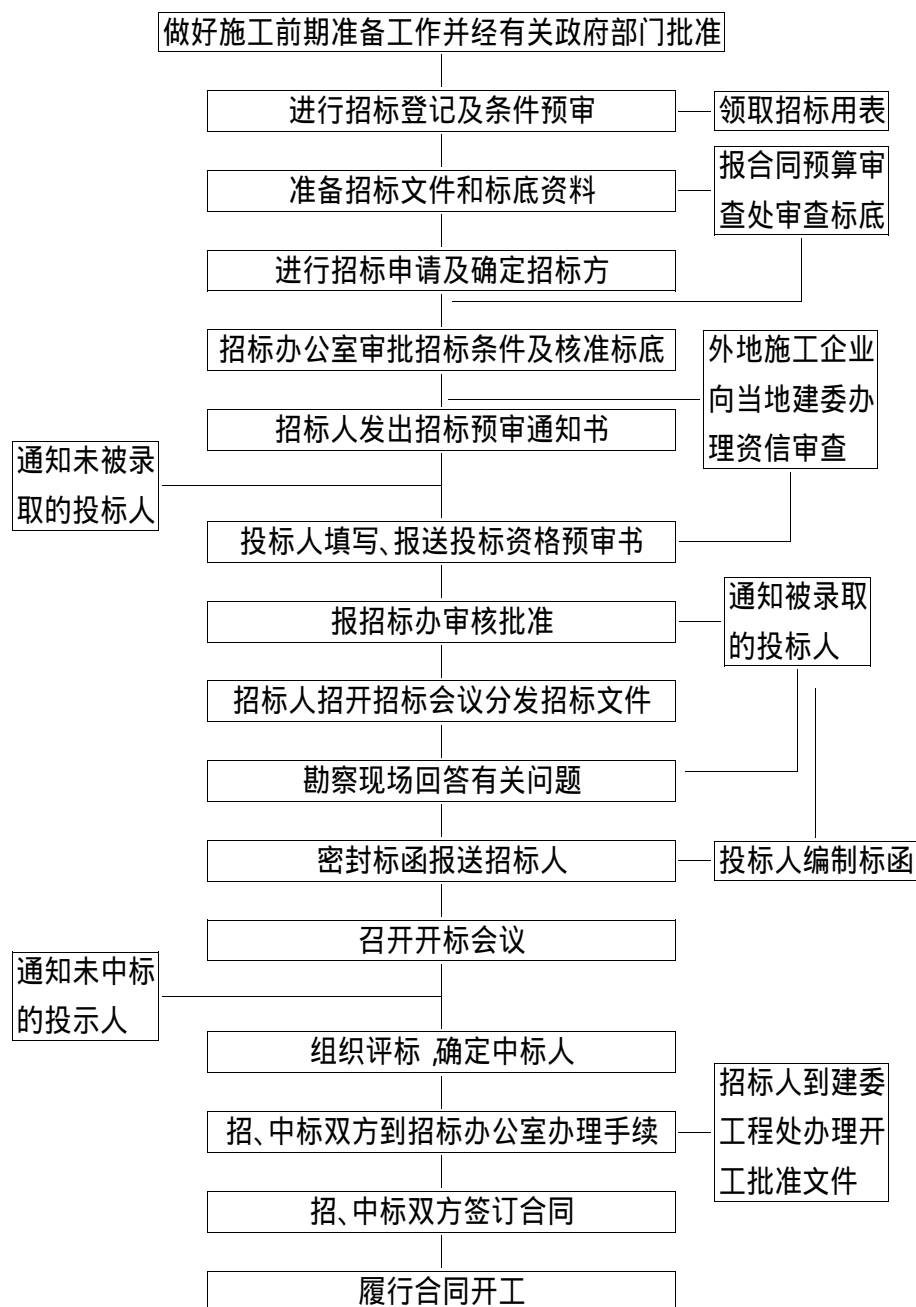 做好施工前期准备工作并经有关政府部门批准
进行招标登记及条件预审
领取招标用表
准备招标文件和标底资料
报合同预算审
查处审查标底
进行招标申请及确定招标方
招标办公室审批招标条件及核准标底
外地施工企业
向当地建委办
理资信审查
招标人发出招标预审通知书
通知未被录
取的投标人
投标人填写、报送投标资格预审书
报招标办审核批准
通知被录取
的投标人
招标人招开招标会议分发招标文件
勘察现场回答有关问题
密封标函报送招标人
投标人编制标函
召开开标会议
通知未中标
的投示人
组织评标,确定中标人
招、中标双方到招标办公室办理手续
招标人到建委
工程处办理开
工批准文件
招、中标双方签订合同
履行合同开工